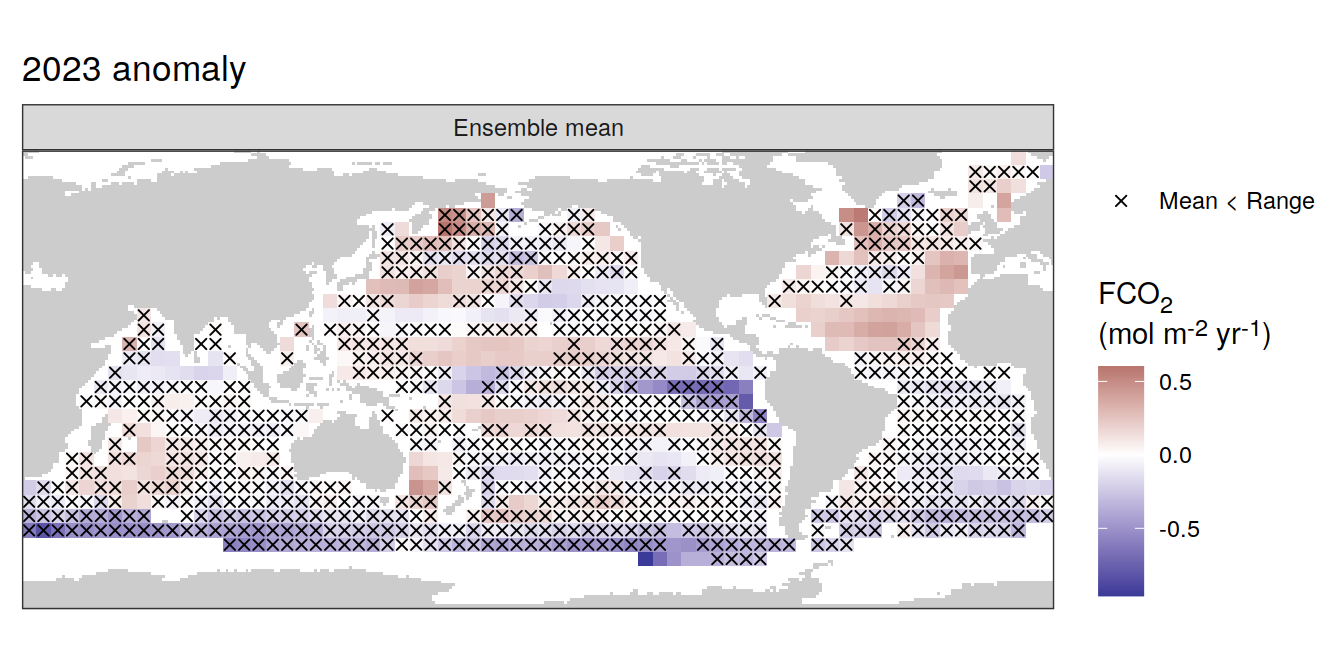 2023 anomaly
Ensemble mean
× Mean < Range
FCO₂
(mol m⁻² yr⁻¹)
0.5
0.0
-0.5